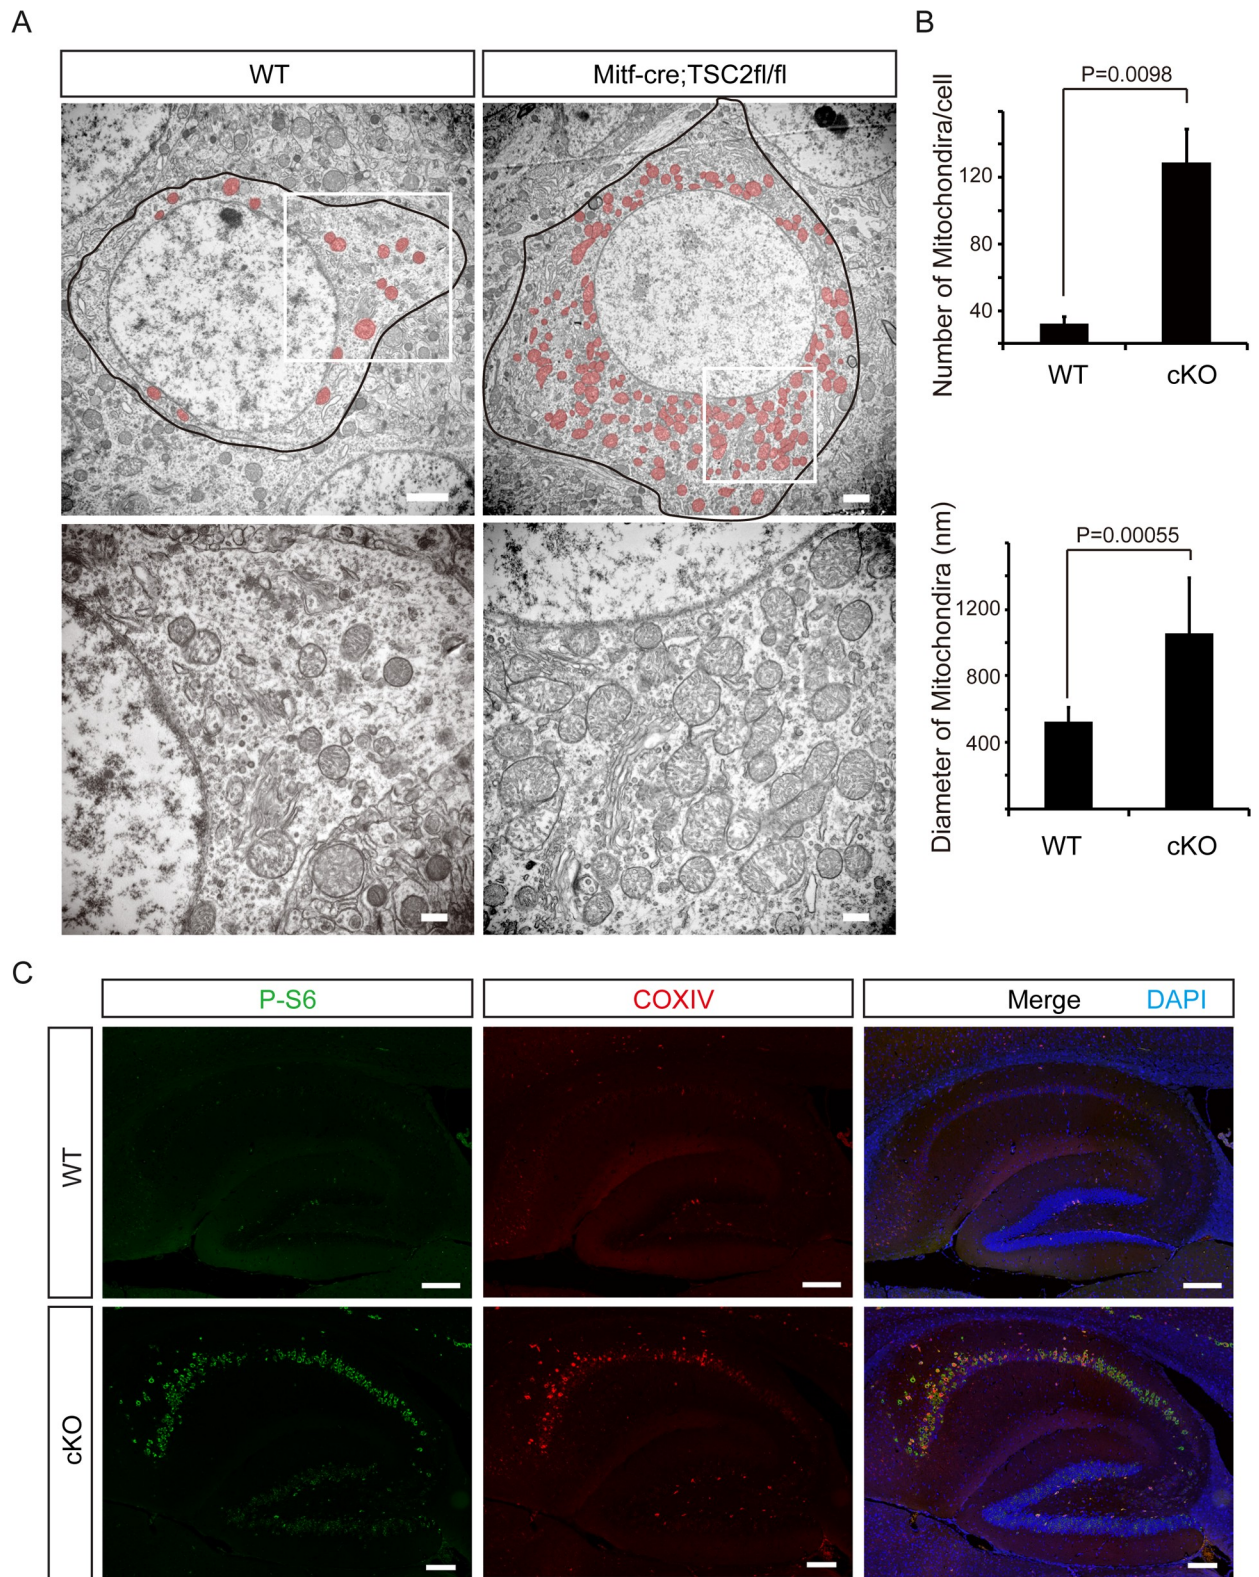 A
WT
Mitf-cre;TSC2fl/fl
B
P=0.0098
Number of Mitochondira/cell
120
80
40
WT
cKO
P=0.00055
Diameter of Mitochondira (nm)
1200
800
400
WT
cKO
C
P-S6
COXIV
Merge
DAPI
WT
cKO